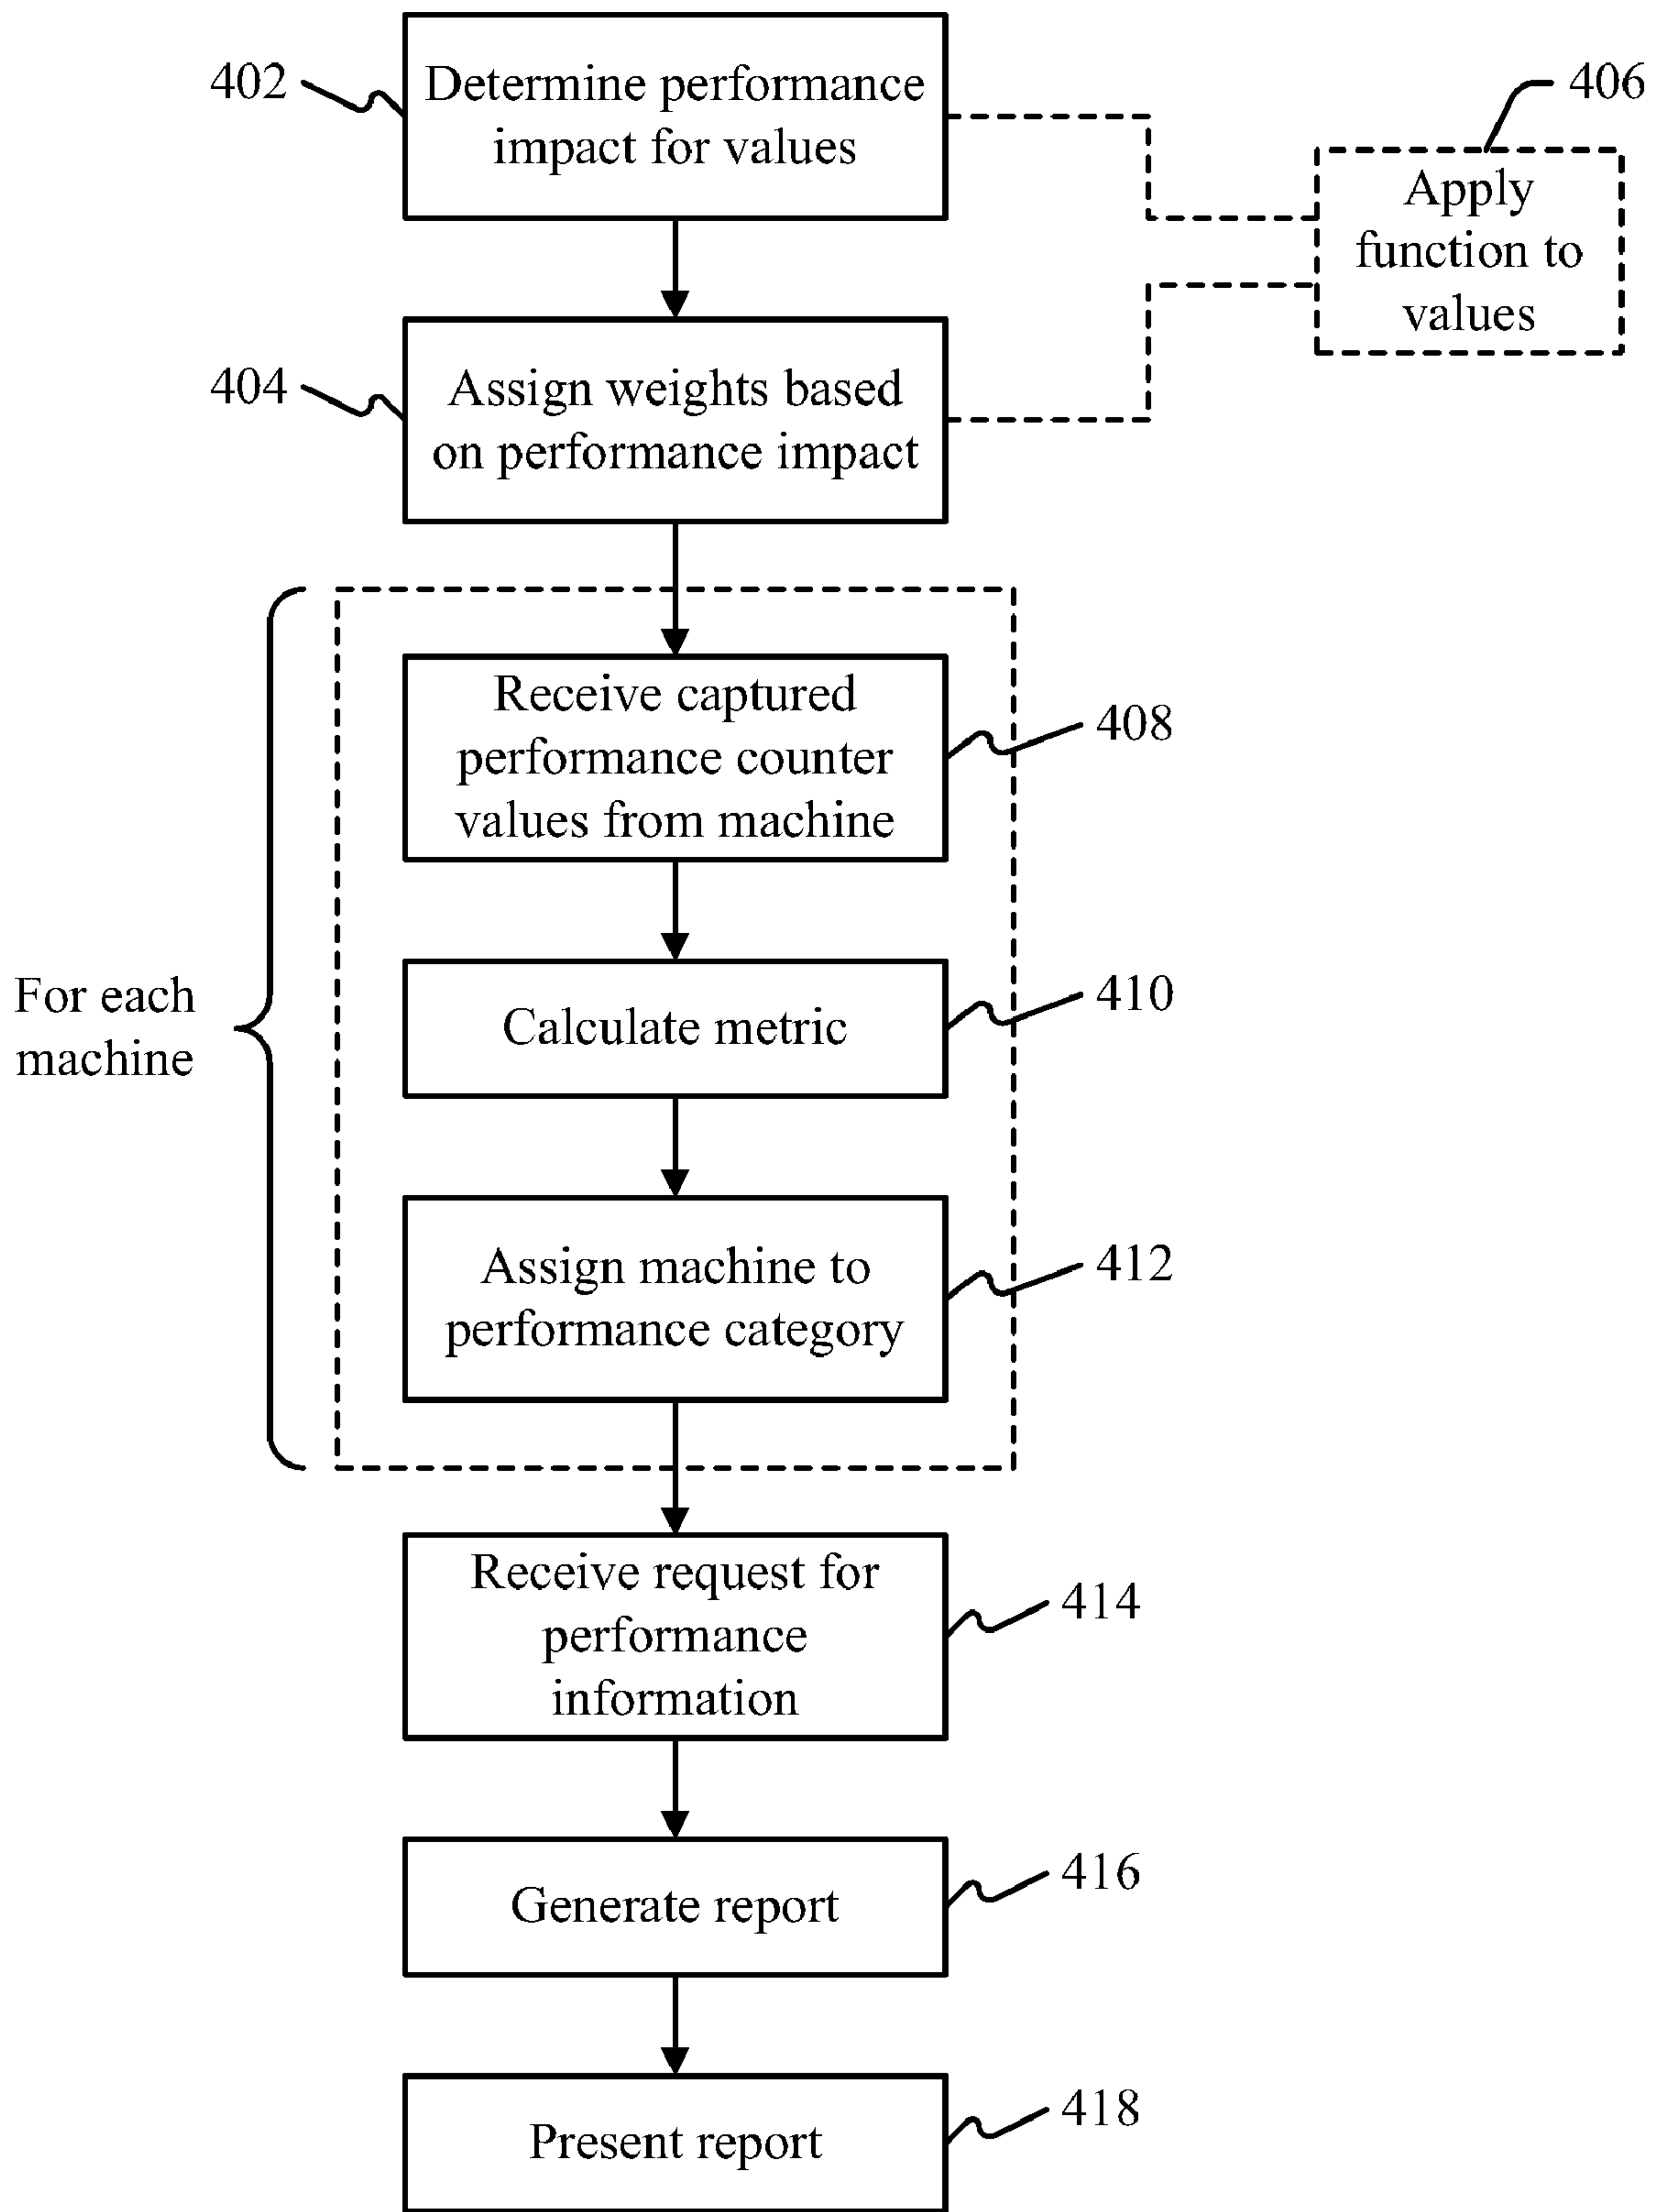 402
Determine performance
impact for values
406
Apply
function to
values
404
Assign weights based
on performance impact
For each
machine
Receive captured
performance counter
values from machine
408
Calculate metric
410
Assign machine to
performance category
412
Receive request for
performance
information
414
Generate report
416
Present report
418